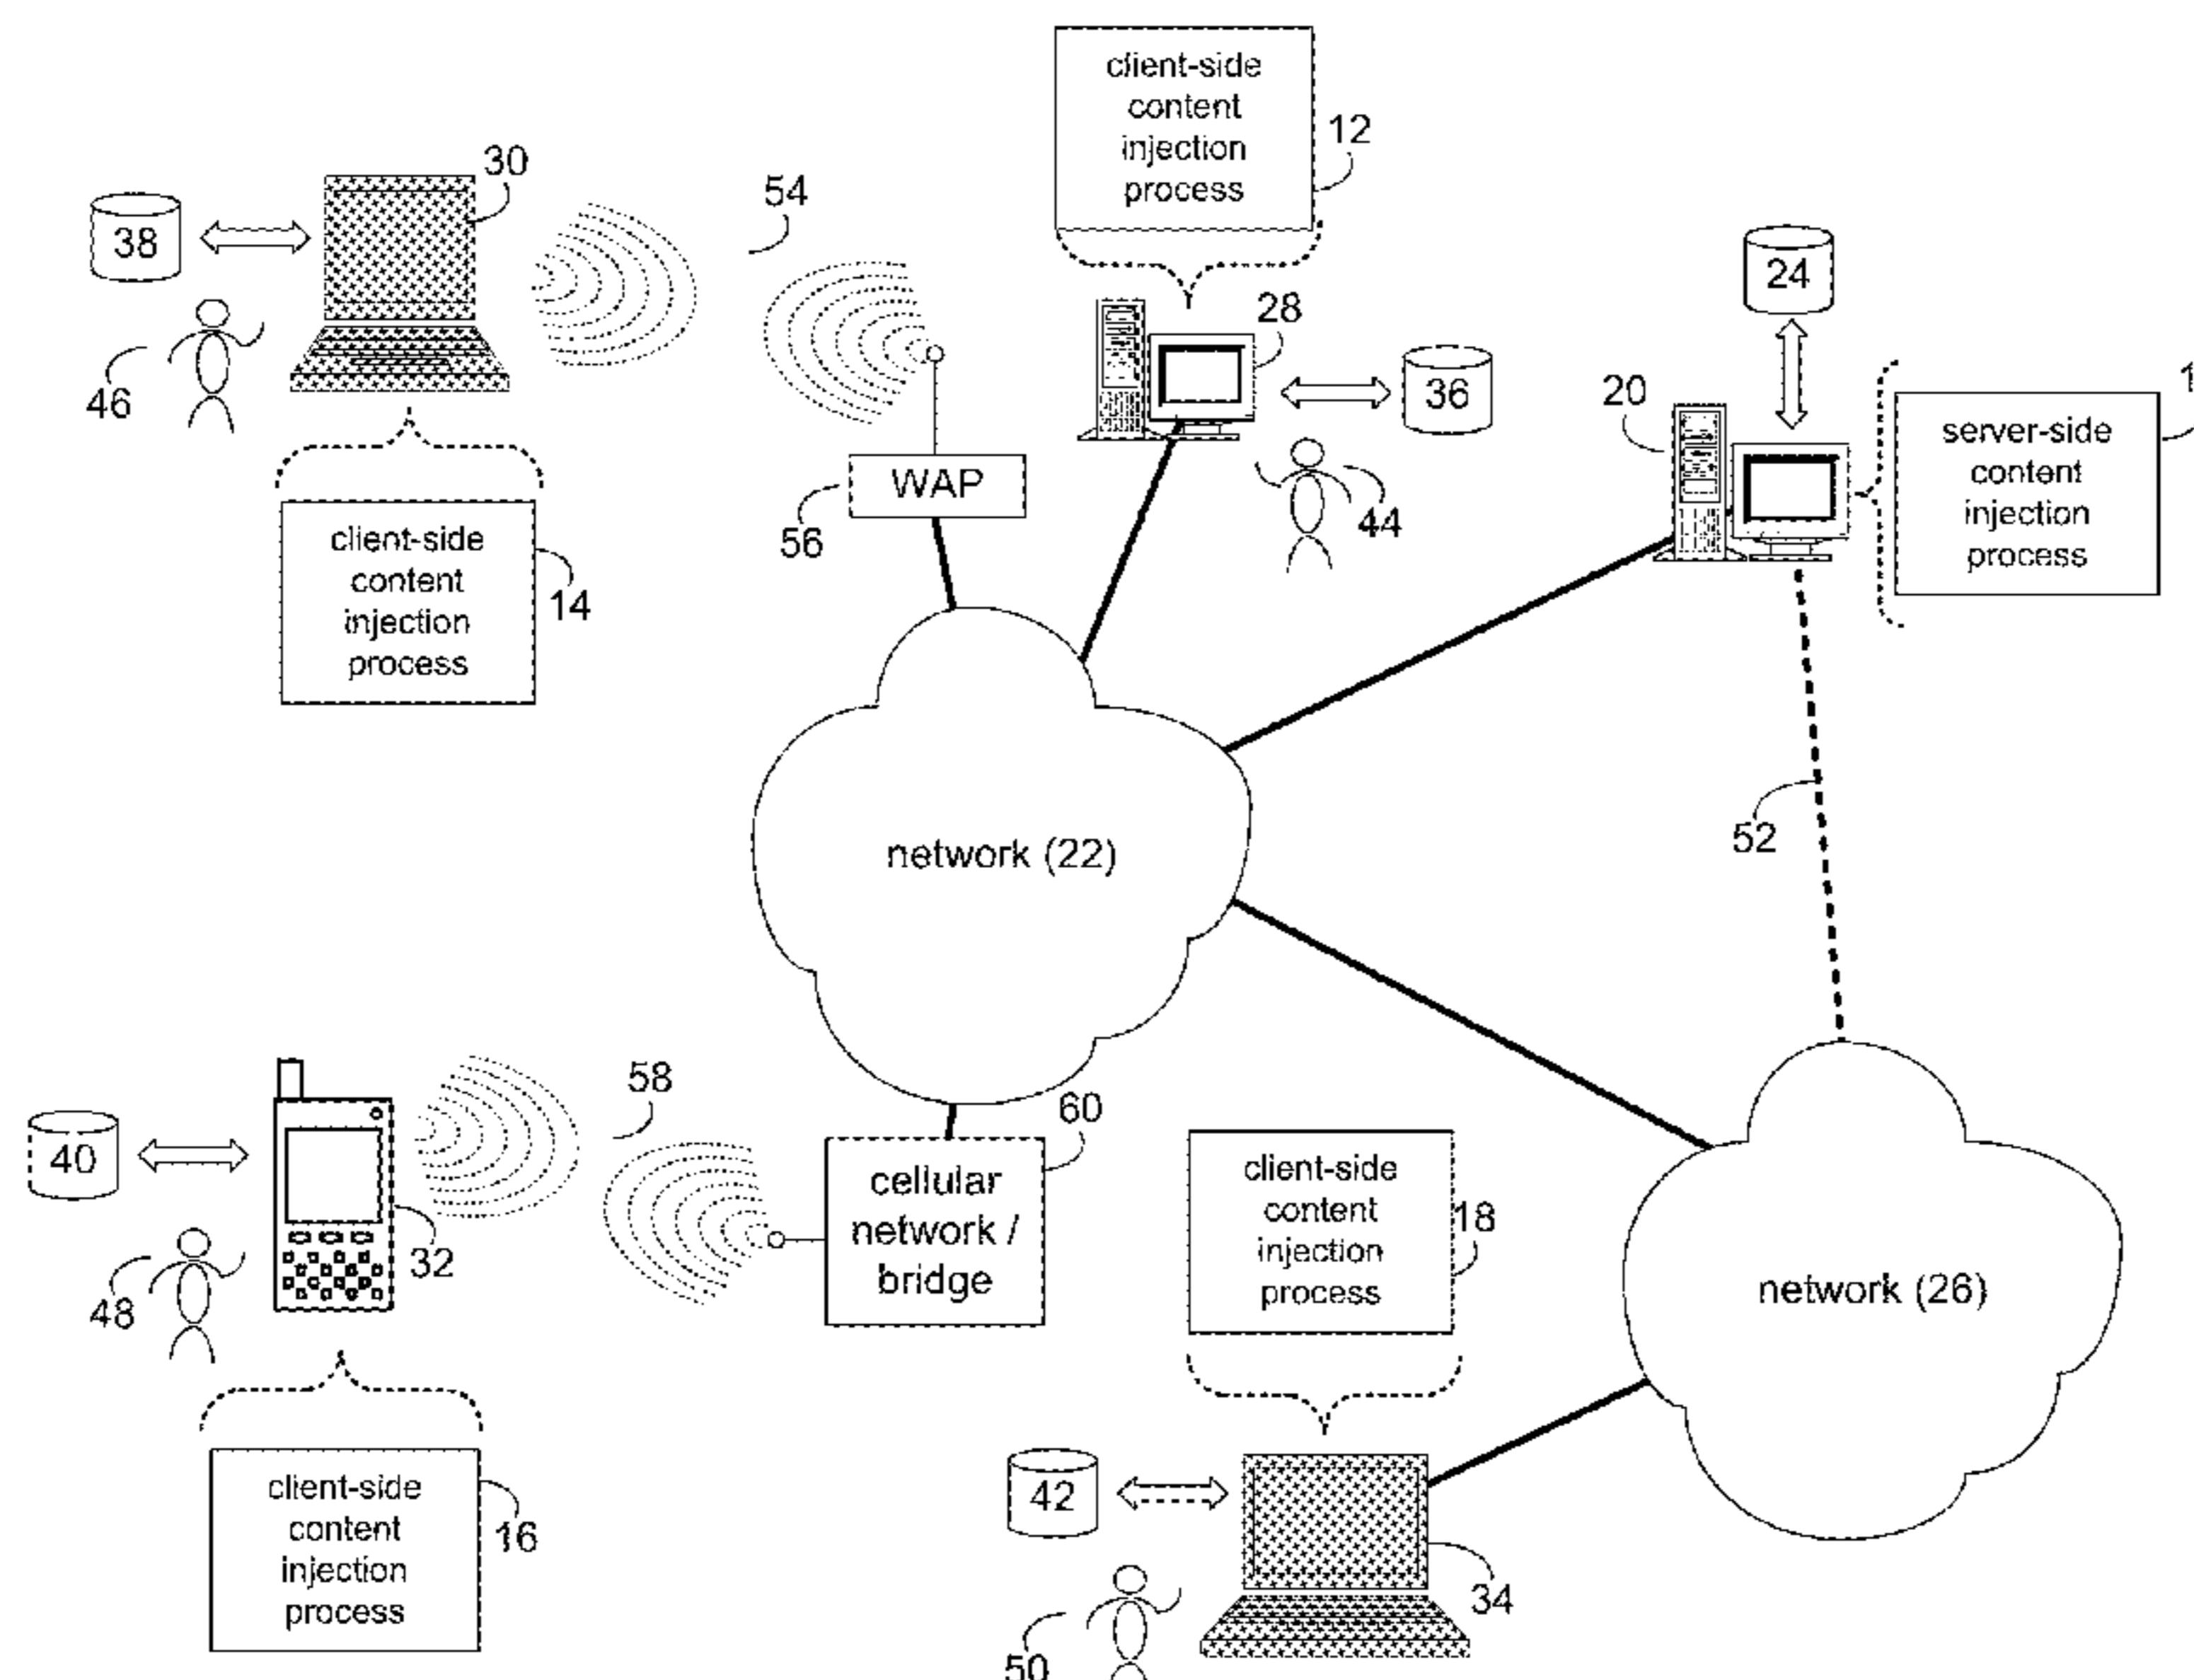 client-side
content
injection
process
12
30
54
38
46
24
28
36
20
1
server-side
content
injection
process
WAP
56
44
client-side
content
injection
process
14
network (22)
52
58
60
40
32
48
cellular
network /
bridge
client-side
content
injection
process
18
network (26)
client-side
content
injection
process
16
42
34
50